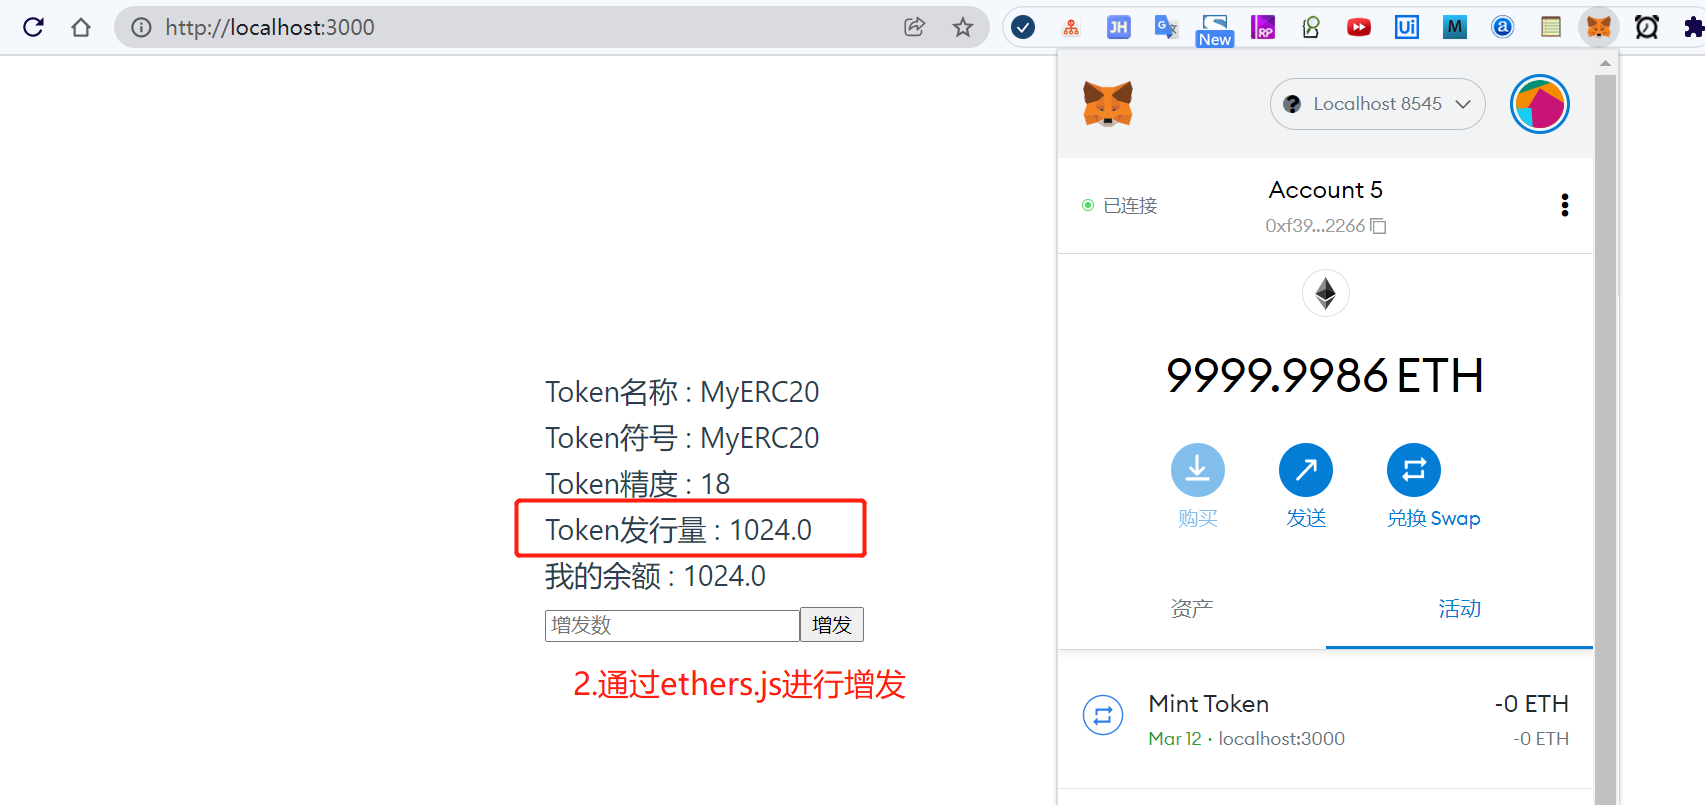 http://localhost:3000
JH
G
New
RP
Ui
M
a
Localhost 8545
已连接
Account 5
0xf39...2266
9999.9986 ETH
购买
发送
兑换 Swap
资产
活动
Mint Token
-0 ETH
Mar 12 · localhost:3000
-0 ETH
Token名称 : MyERC20
Token符号 : MyERC20
Token精度 : 18
Token发行量 : 1024.0
我的余额 : 1024.0
增发数
增发
2.通过ethers.js进行增发